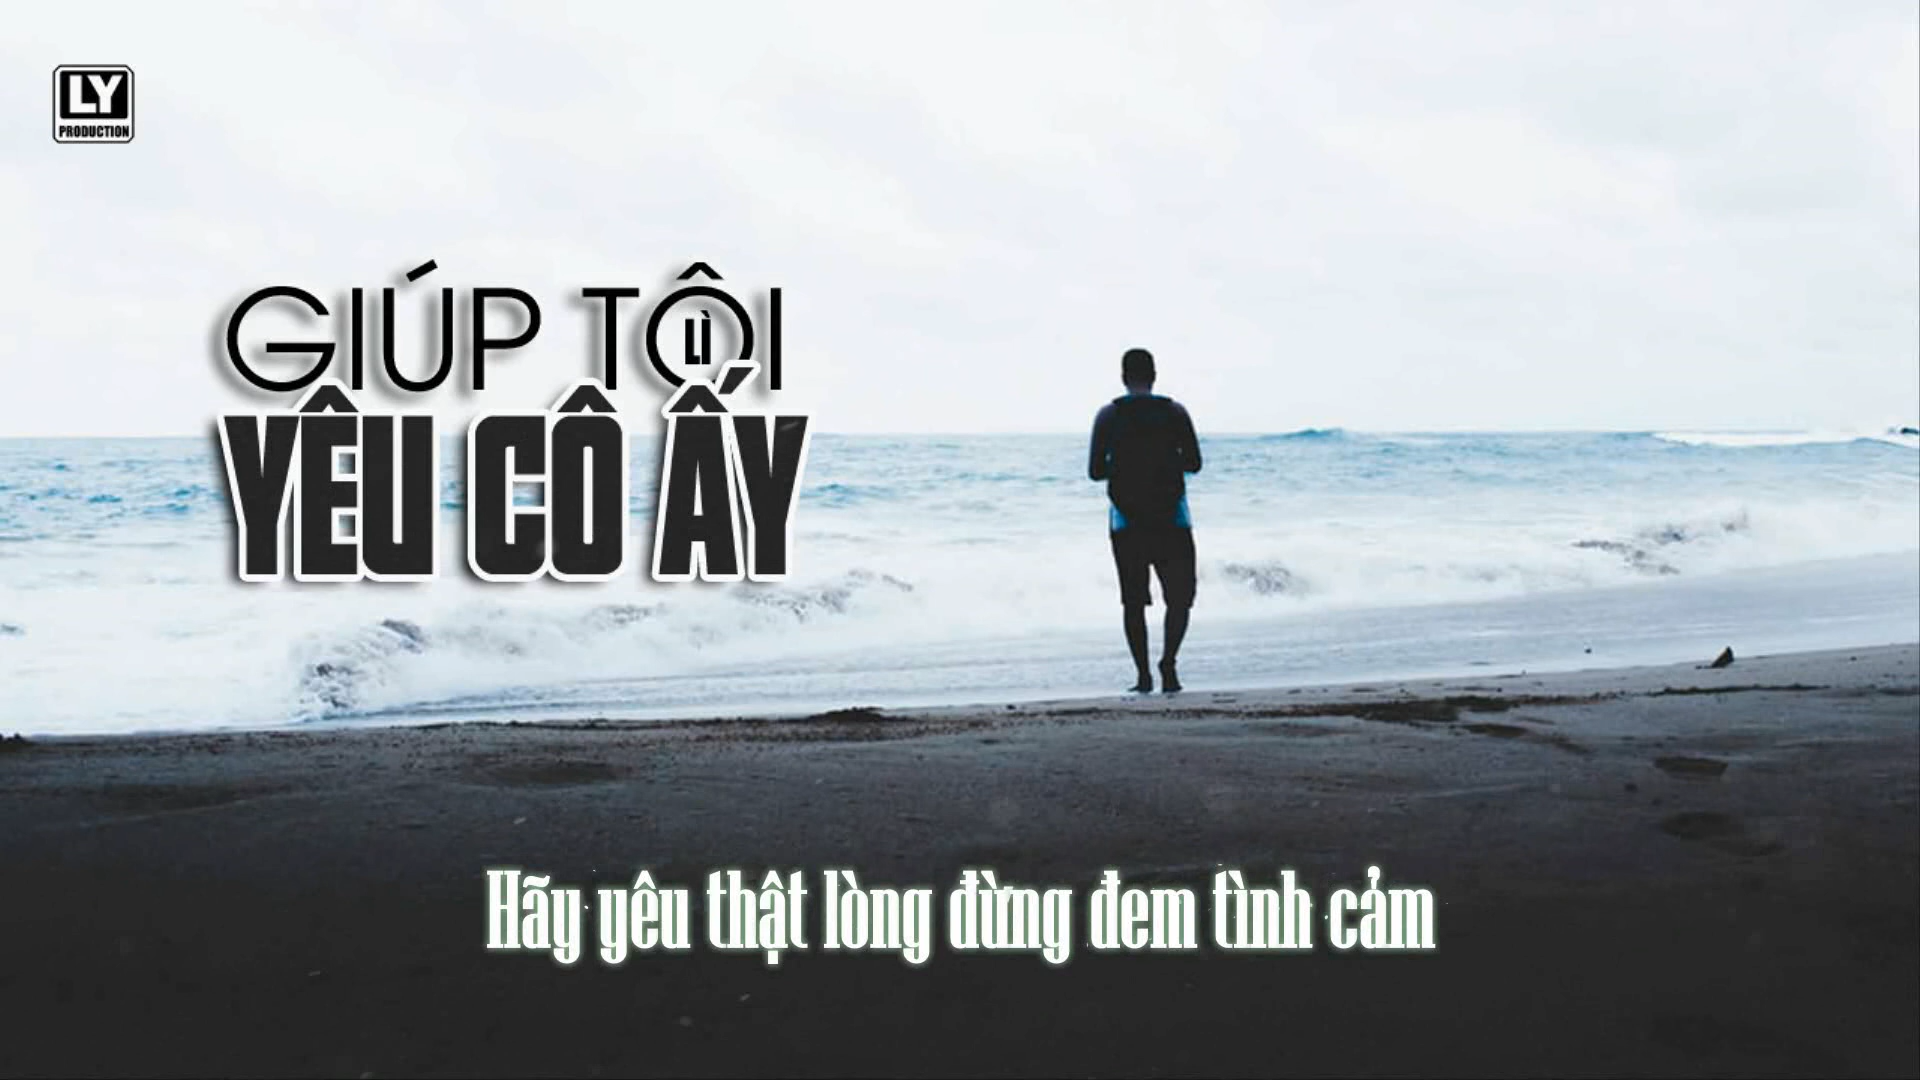 LY
PRODUCTION
GIÚP TÔI
LÌ
YÊU CÔ ẤY
Hãy yêu thật lòng đừng đem tình cảm